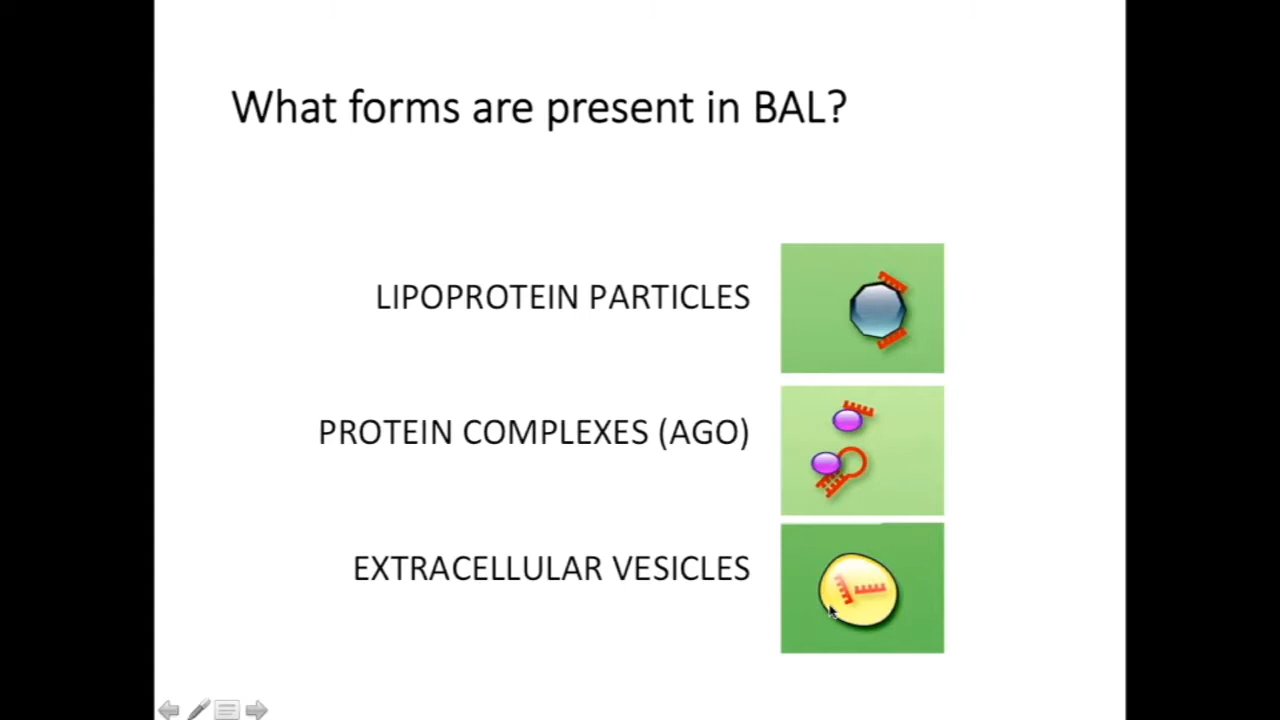 What forms are present in BAL?
LIPOPROTEIN PARTICLES
PROTEIN COMPLEXES (AGO)
EXTRACELLULAR VESICLES